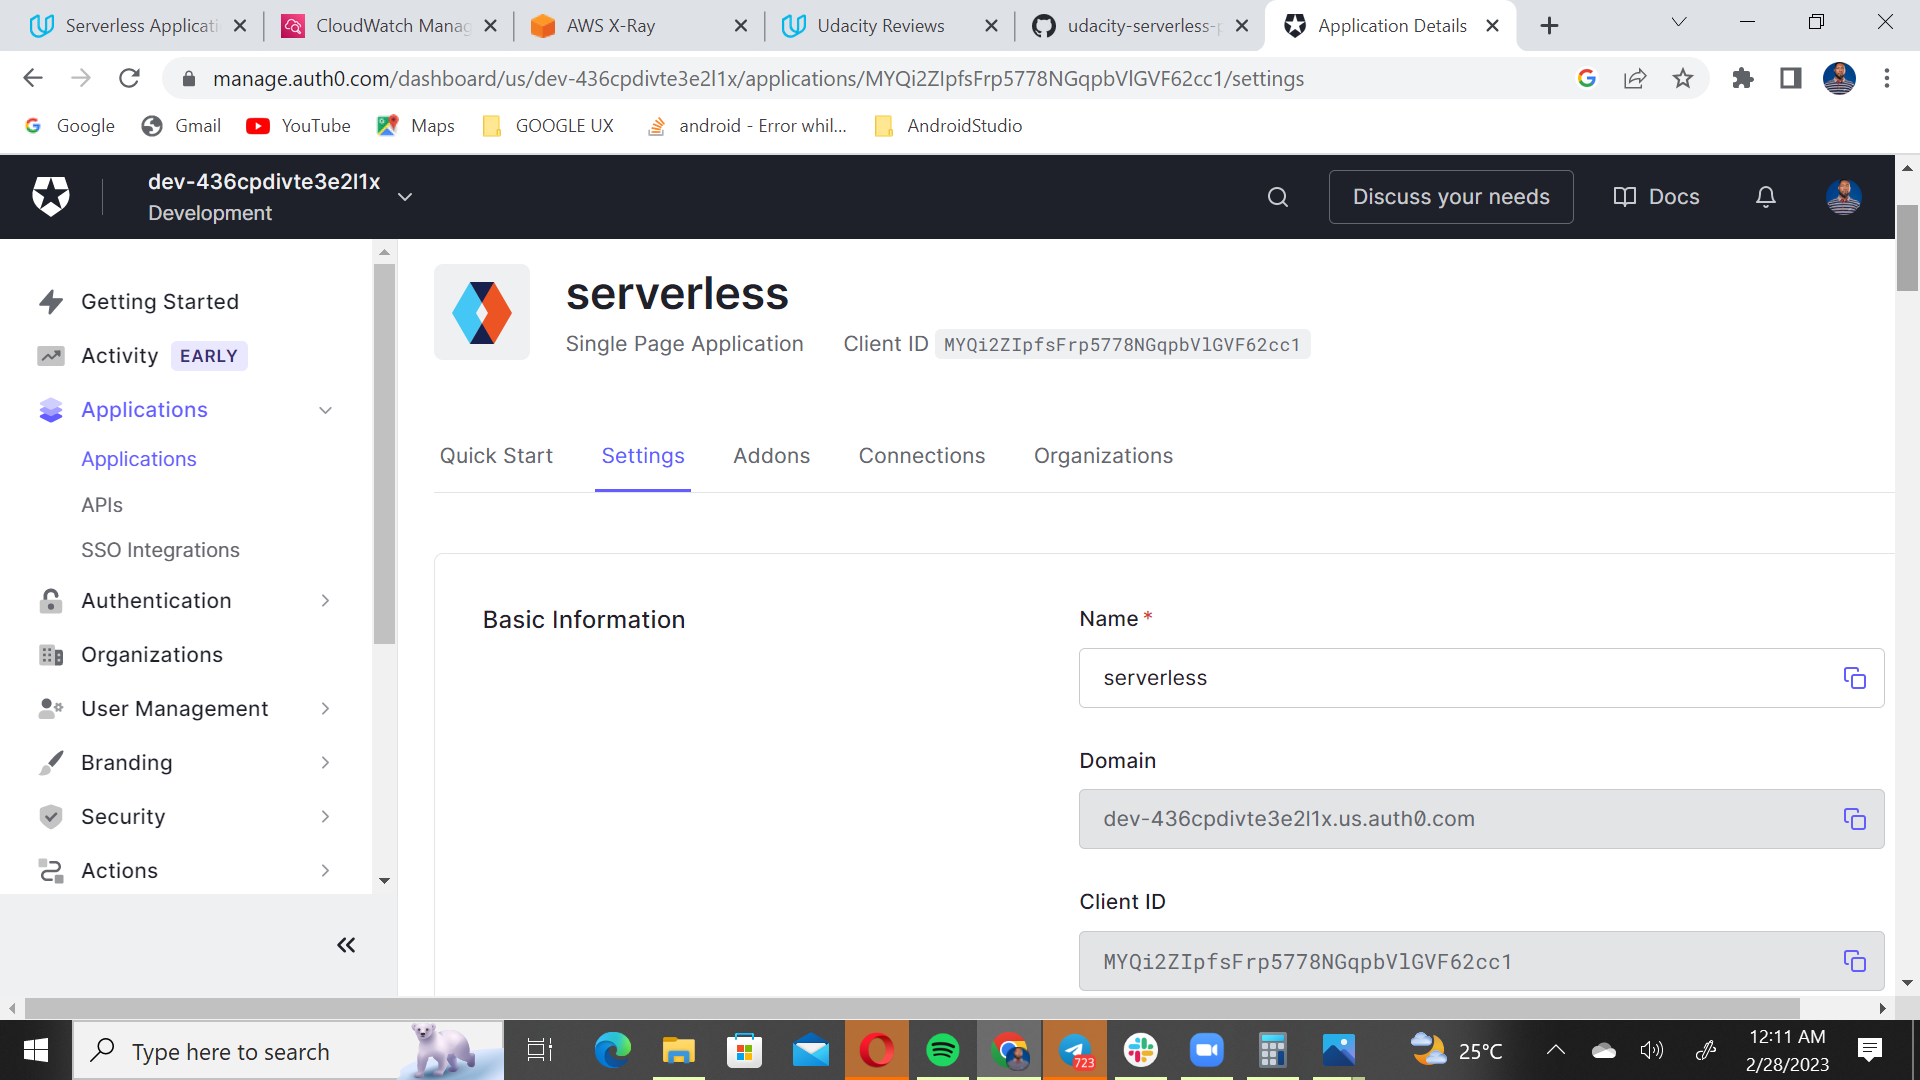 Serverless Applicati
CloudWatch Manag
AWS X-Ray
Udacity Reviews
udacity-serverless-p
Application Details
manage.auth0.com/dashboard/us/dev-436cpdivte3e2l1x/applications/MYQi2ZIpfsFrp5778NGqpbVlGVF62cc1/settings
Google
Gmail
YouTube
Maps
GOOGLE UX
android - Error whil...
AndroidStudio
dev-436cpdivte3e2l1x
Development
Discuss your needs
Docs
Getting Started
Activity EARLY
Applications
Applications
APIs
SSO Integrations
Authentication
Organizations
User Management
Branding
Security
Actions
serverless
Single Page Application
Client ID MYQi2ZIpfsFrp5778NGqpbVlGVF62cc1
Quick Start
Settings
Addons
Connections
Organizations
Basic Information
Name *
serverless
Domain
dev-436cpdivte3e2l1x.us.auth0.com
Client ID
MYQi2ZIpfsFrp5778NGqpbVlGVF62cc1
Type here to search
723
25°C
12:11 AM
2/28/2023